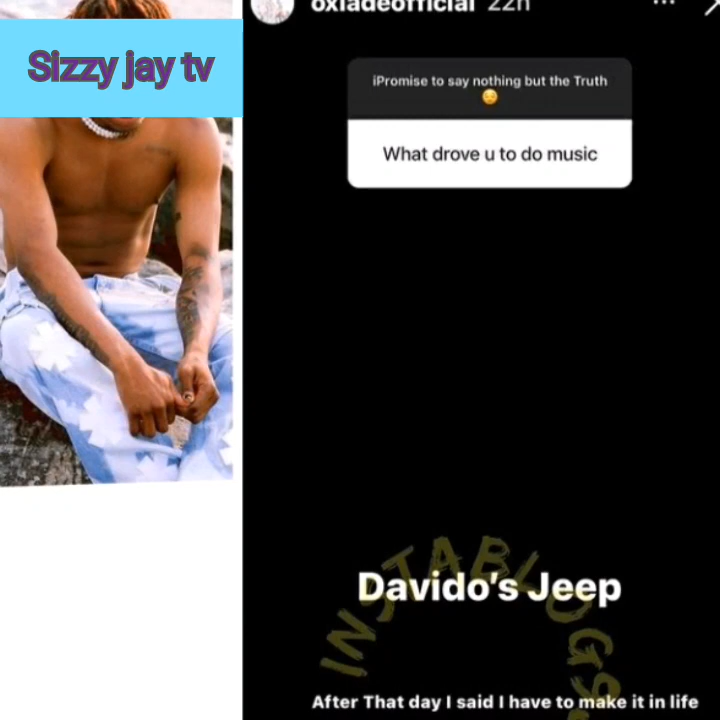 Sizzy jay tv
oxladeofficial 22h
iPromise to say nothing but the Truth
😟
What drove u to do music
Davido's Jeep
INSTABLOG9
After That day I said I have to make it in life